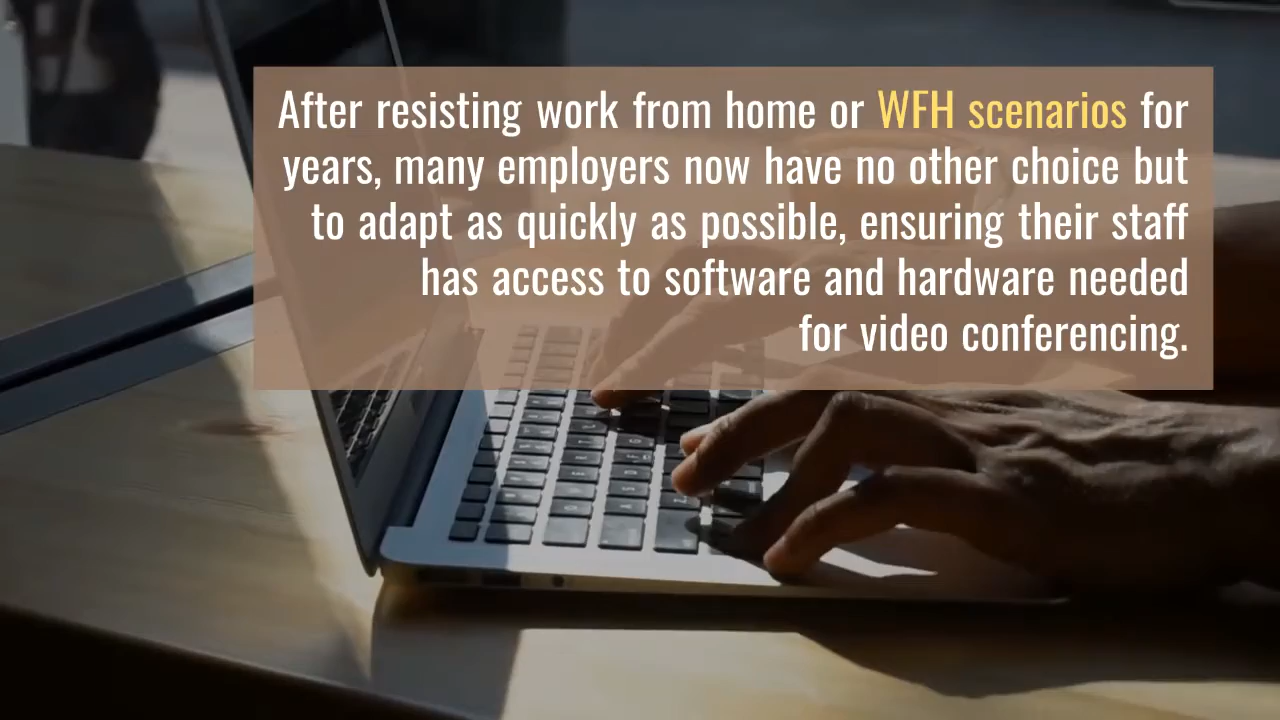 After resisting work from home or WFH scenarios for
years, many employers now have no other choice but
to adapt as quickly as possible, ensuring their staff
has access to software and hardware needed
for video conferencing.